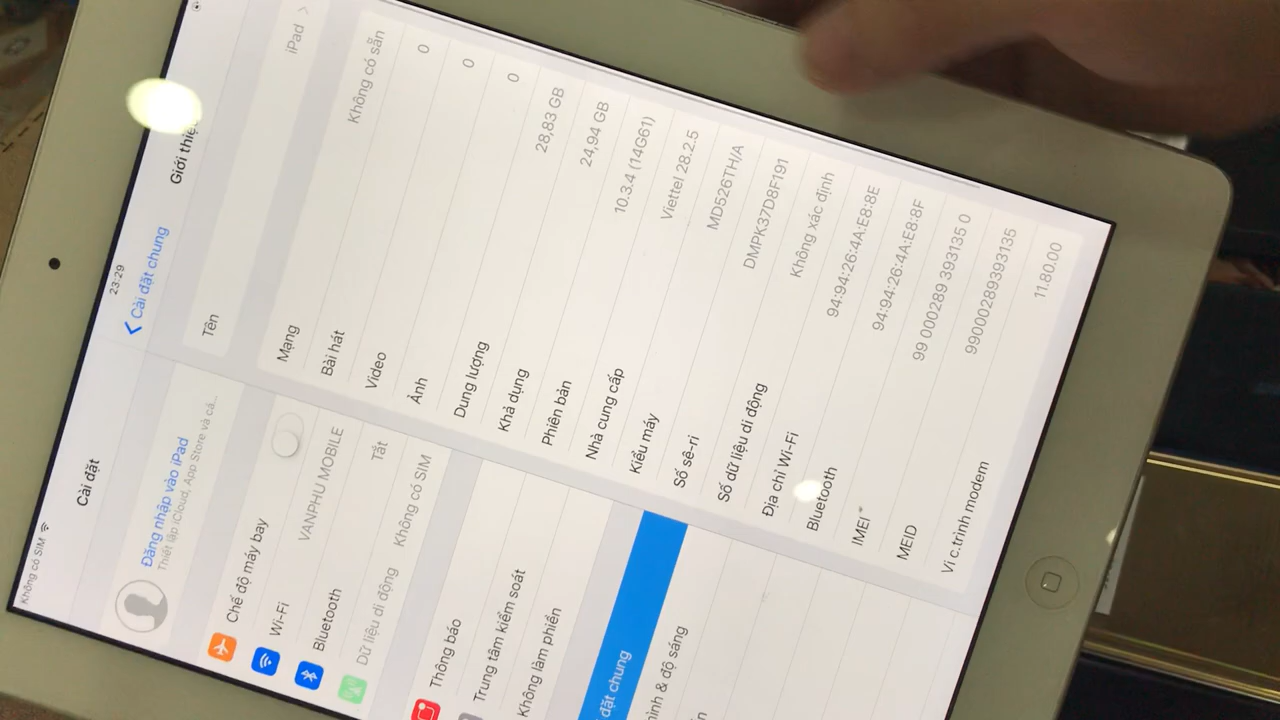 Không có SIM
23:29
Cài đặt
Đăng nhập vào iPad
Thiết lập iCloud, App Store và cá...
Chế độ máy bay
Wi-Fi VANPHU MOBILE
Bluetooth Tắt
Dữ liệu di động Không có SIM
Thông báo
Trung tâm kiểm soát
Không làm phiền
đặt chung
hình & độ sáng
Cài đặt chung
Giới thiệu
Tên iPad
Mạng Không có sẵn
Bài hát 0
Video 0
Ảnh 0
Dung lượng 28,83 GB
Khả dụng 24,94 GB
Phiên bản 10.3.4 (14G61)
Nhà cung cấp Viettel 28.2.5
Kiểu máy MD526TH/A
Số sê-ri DMPK37D8F191
Số dữ liệu di động Không xác định
Địa chỉ Wi-Fi 94:94:26:4A:E8:8E
Bluetooth 94:94:26:4A:E8:8F
IMEI 99 000289 393135 0
MEID 99000289393135
Vi c.trình modem 11.80.00